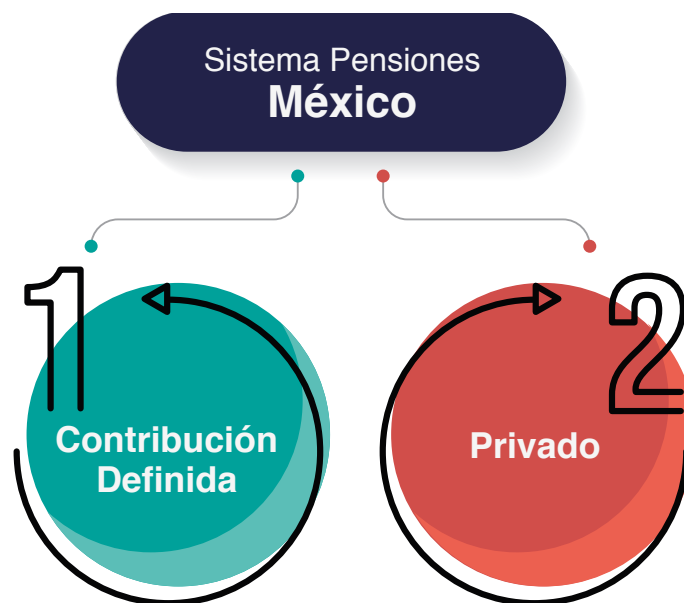 Sistema Pensiones
México
1
2
Contribución
Definida
Privado